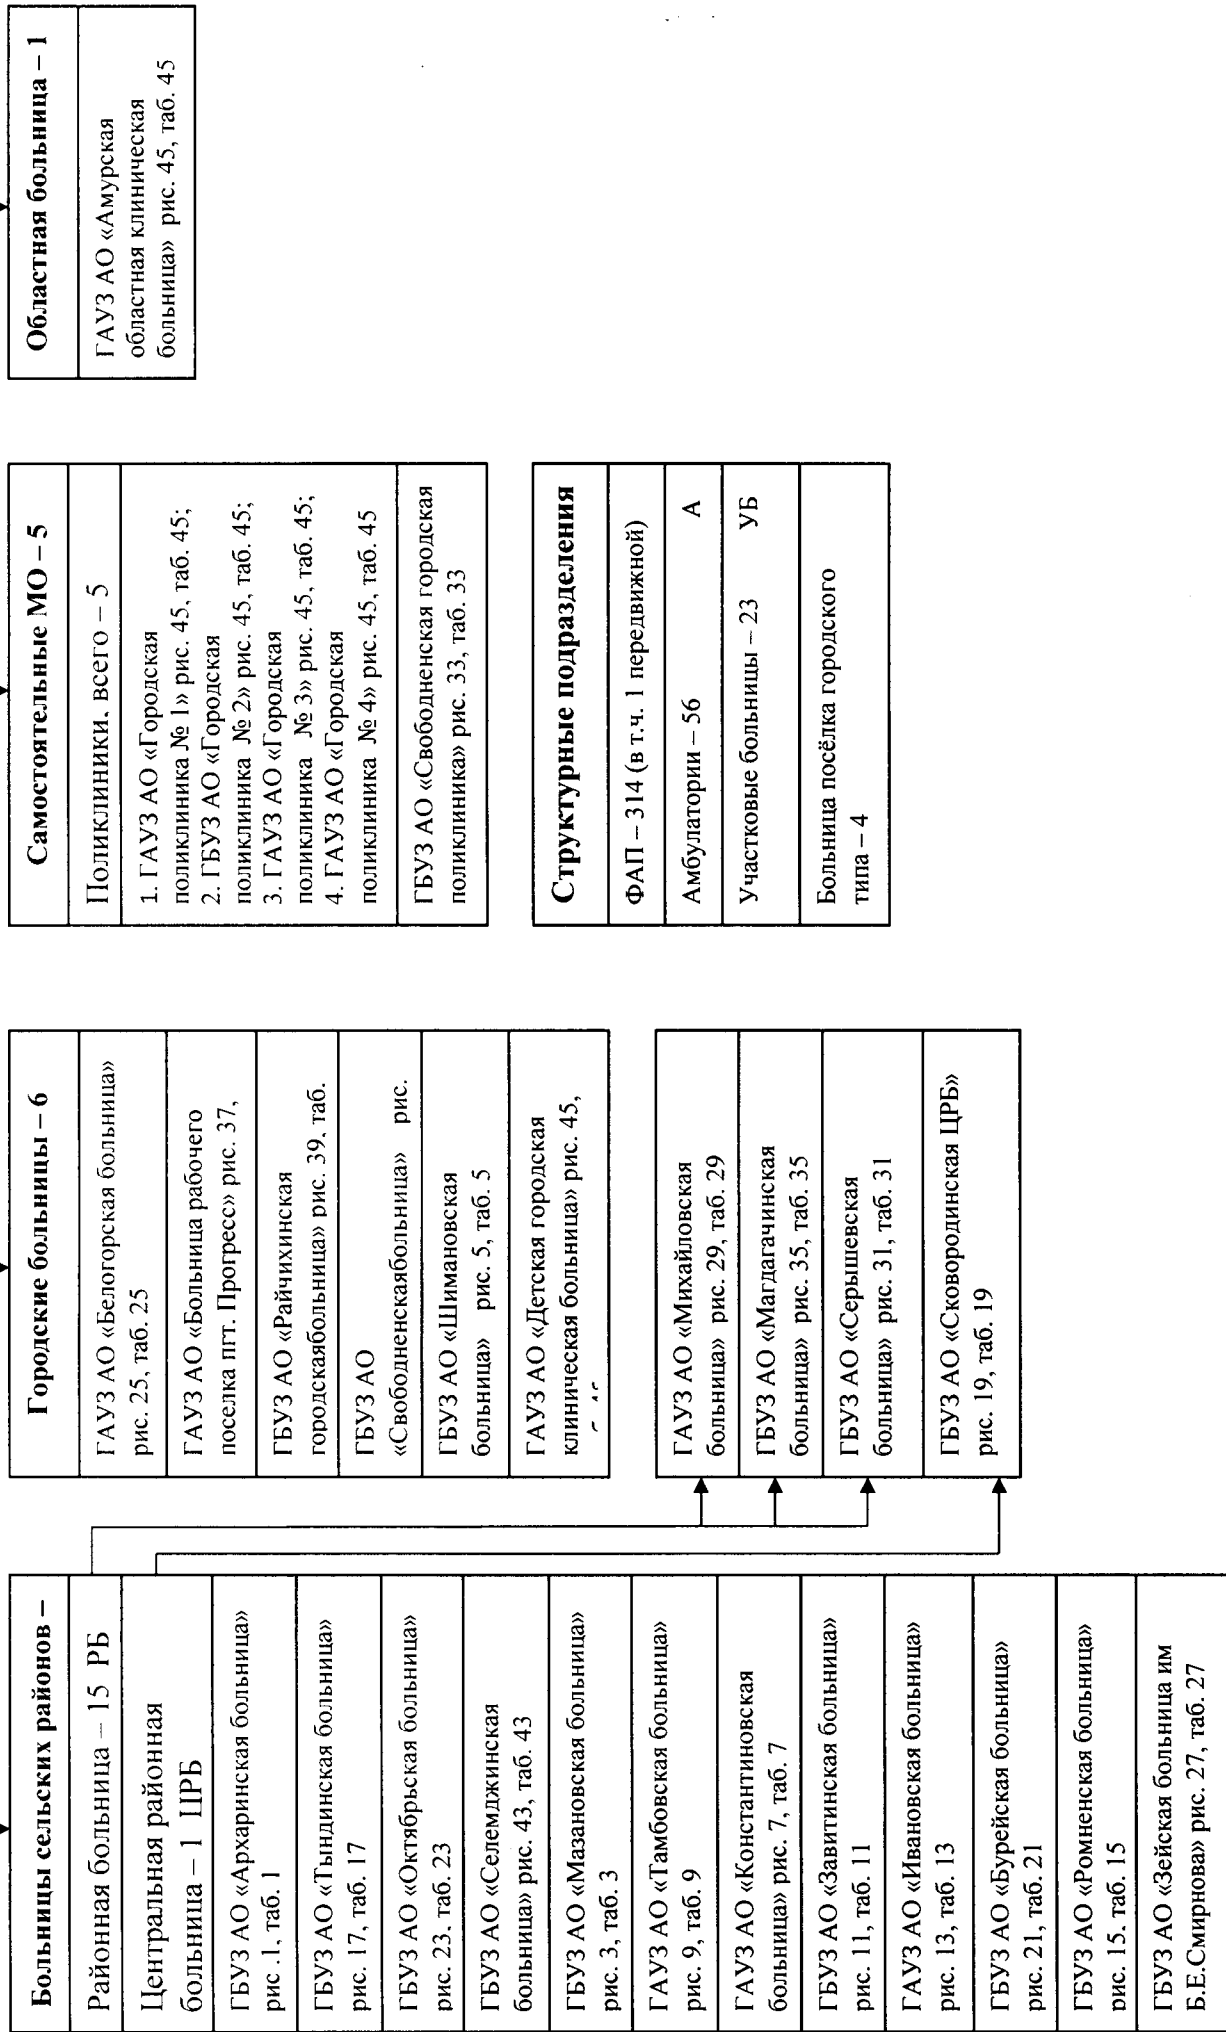 Больницы сельских районов –
Районная больница – 15 РБ
Центральная районная
больница – 1 ЦРБ
ГБУЗ АО «Архаринская больница»
рис .1, таб. 1
ГБУЗ АО «Тындинская больница»
рис. 17, таб. 17
ГБУЗ АО «Октябрьская больница»
рис. 23. таб. 23
ГБУЗ АО «Селемджинская
больница» рис. 43, таб. 43
ГБУЗ АО «Мазановская больница»
рис. 3, таб. 3
ГАУЗ АО «Тамбовская больница»
рис. 9, таб. 9
ГАУЗ АО «Константиновская
больница» рис. 7, таб. 7
ГБУЗ АО «Завитинская больница»
рис. 11, таб. 11
ГАУЗ АО «Ивановская больница»
рис. 13, таб. 13
ГБУЗ АО «Бурейская больница»
рис. 21, таб. 21
ГБУЗ АО «Ромненская больница»
рис. 15. таб. 15
ГБУЗ АО «Зейская больница им
Б.Е.Смирнова» рис. 27, таб. 27
Городские больницы – 6
ГАУЗ АО «Белогорская больница»
рис. 25, таб. 25
ГАУЗ АО «Больница рабочего
поселка пгт. Прогресс» рис. 37,
ГБУЗ АО «Райчихинская
городскаябольница» рис. 39. таб.
ГБУЗ АО
«Свободненскаябольница» рис.
ГБУЗ АО «Шимановская
больница» рис. 5, таб. 5
ГАУЗ АО «Детская городская
клиническая больница» рис. 45,
ГАУЗ АО «Михайловская
больница» рис. 29, таб. 29
ГБУЗ АО «Магдагачинская
больница» рис. 35, таб. 35
ГБУЗ АО «Серышевская
больница» рис. 31, таб. 31
ГБУЗ АО «Сковородинская ЦРБ»
рис. 19, таб. 19
Самостоятельные МО – 5
Поликлиники. всего – 5
1. ГАУЗ АО «Городская
поликлиника № 1» рис. 45, таб. 45;
2. ГБУЗ АО «Городская
поликлиника № 2» рис. 45, таб. 45;
3. ГАУЗ АО «Городская
поликлиника № 3» рис. 45, таб. 45;
4. ГАУЗ АО «Городская
поликлиника № 4» рис. 45, таб. 45
ГБУЗ АО «Свободненская городская
поликлиника» рис. 33, таб. 33
Структурные подразделения
ФАП – 314 (в т.ч. 1 передвижной)
Амбулатории – 56 А
Участковые больницы – 23 УБ
Больница посёлка городского
типа – 4
Областная больница – 1
ГАУЗ АО «Амурская
областная клиническая
больница» рис. 45, таб. 45